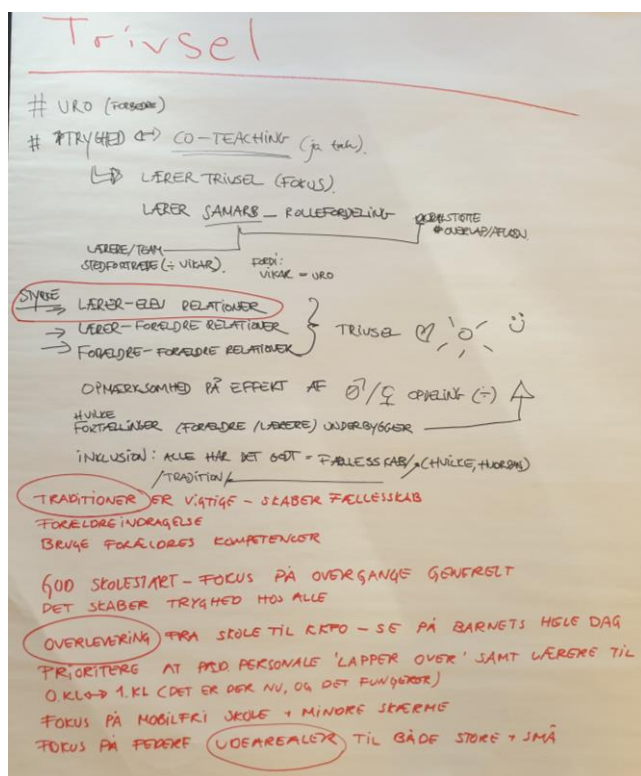 Trivsel
# URO (FORBEDRE)
# TRYGHED ↔ CO-TEACHING (ja tak).
↳ LÆRER TRIVSEL (FOKUS).
LÆRER SAMARB – ROLLEFORDELING
OVERLAP/AFLØSN.
LÆRERE/TEAM
STEDFORTRÆDE (÷ VIKAR).
FORDI:
VIKAR = URO
STYRKE
→ LÆRER-ELEV RELATIONER
→ LÆRER-FORÆLDRE RELATIONER
→ FORÆLDRE-FORÆLDRE RELATIONER
TRIVSEL
OPMÆRKSOMHED PÅ EFFEKT AF ♂/♀ OPDELING (÷)
HVILKE
FORTÆLLINGER (FORÆLDRE/LÆRERE) UNDERBYGGER
INKLUSION: ALLE HAR DET GODT = FÆLLESSKAB/ (HVILKE, HVORDAN)
/TRADITION/
TRADITIONER ER VIGTIGE – SKABER FÆLLESSKAB
FORÆLDREINDRAGELSE
BRUGE FORÆLDRES KOMPETENCER
GOD SKOLESTART – FOKUS PÅ OVERGANGE GENERELT
DET SKABER TRYGHED HOS ALLE
OVERLEVERING FRA SKOLE TIL KKFO – SE PÅ BARNETS HELE DAG
PRIORITERE AT PÆD. PERSONALE 'LAPPER OVER' SAMT LÆRERE TIL
0.KL ↔ 1.KL (DET ER DER NU, OG DET FUNGERER)
FOKUS PÅ MOBILFRI SKOLE + MINDRE SKÆRME
FOKUS PÅ FEDERE UDEAREALER TIL BÅDE STORE + SMÅ